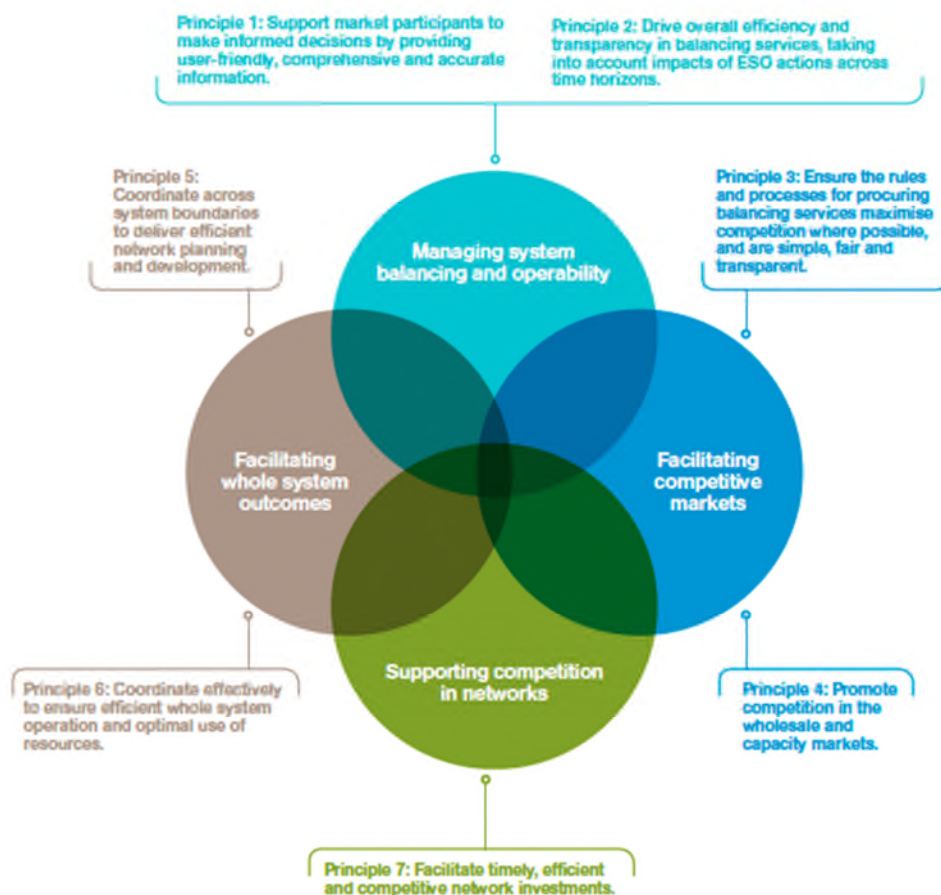 Principle 1: Support market participants to
make informed decisions by providing
user-friendly, comprehensive and accurate
information.
Principle 2: Drive overall efficiency and
transparency in balancing services, taking
into account impacts of ESO actions across
time horizons.
Principle 5:
Coordinate across
system boundaries
to deliver efficient
network planning
and development.
Principle 3: Ensure the rules
and processes for procuring
balancing services maximise
competition where possible,
and are simple, fair and
transparent.
Managing system
balancing and operability
Facilitating
whole system
outcomes
Facilitating
competitive
markets
Supporting competition
in networks
Principle 6: Coordinate effectively
to ensure efficient whole system
operation and optimal use of
resources.
Principle 4: Promote
competition in the
wholesale and
capacity markets.
Principle 7: Facilitate timely, efficient
and competitive network investments.